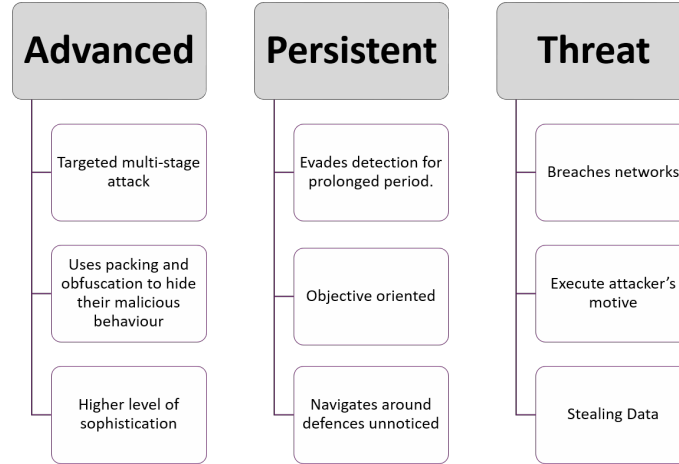 Advanced
Targeted multi-stage
attack
Uses packing and
obfuscation to hide
their malicious
behaviour
Higher level of
sophistication
Persistent
Evades detection for
prolonged period.
Objective oriented
Navigates around
defences unnoticed
Threat
Breaches networks
Execute attacker’s
motive
Stealing Data